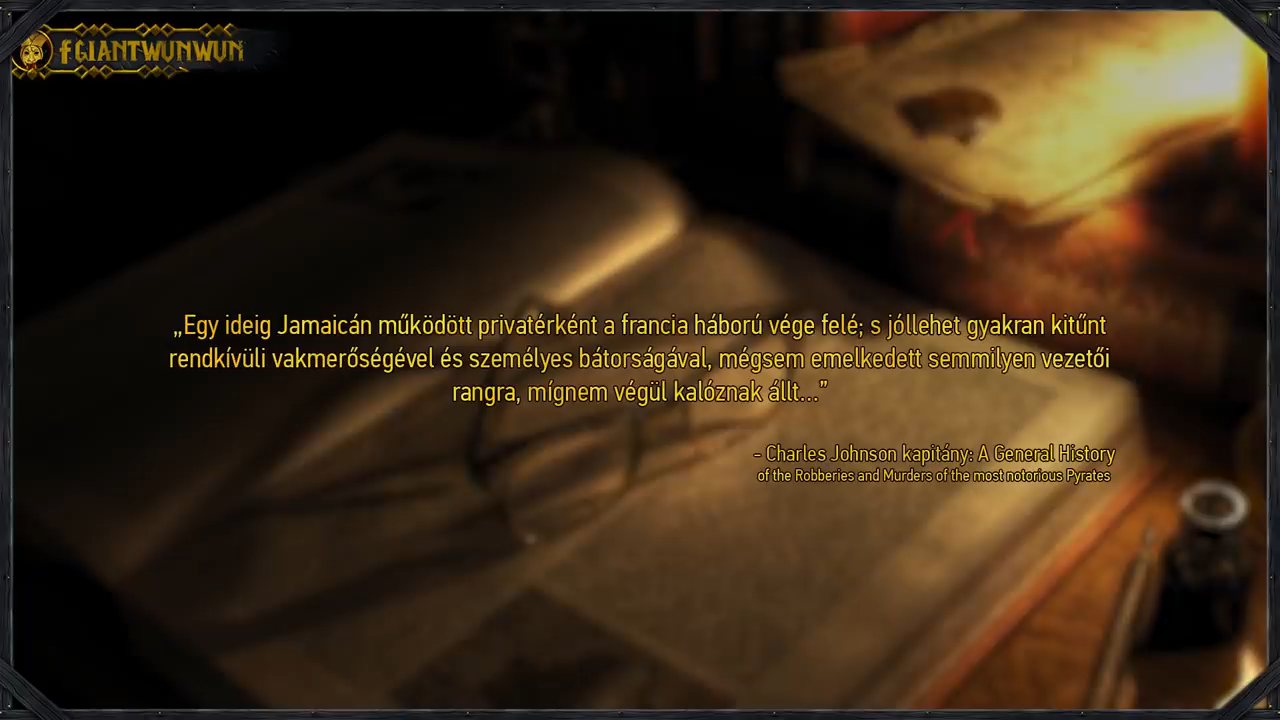 fGIANTWUNWUN
„Egy ideig Jamaicán működött privatérként a francia háború vége felé; s jóllehet gyakran kitűnt
rendkívüli vakmerőségével és személyes bátorságával, mégsem emelkedett semmilyen vezetői
rangra, mígnem végül kalóznak állt...”
- Charles Johnson kapitány: A General History
of the Robberies and Murders of the most notorious Pyrates